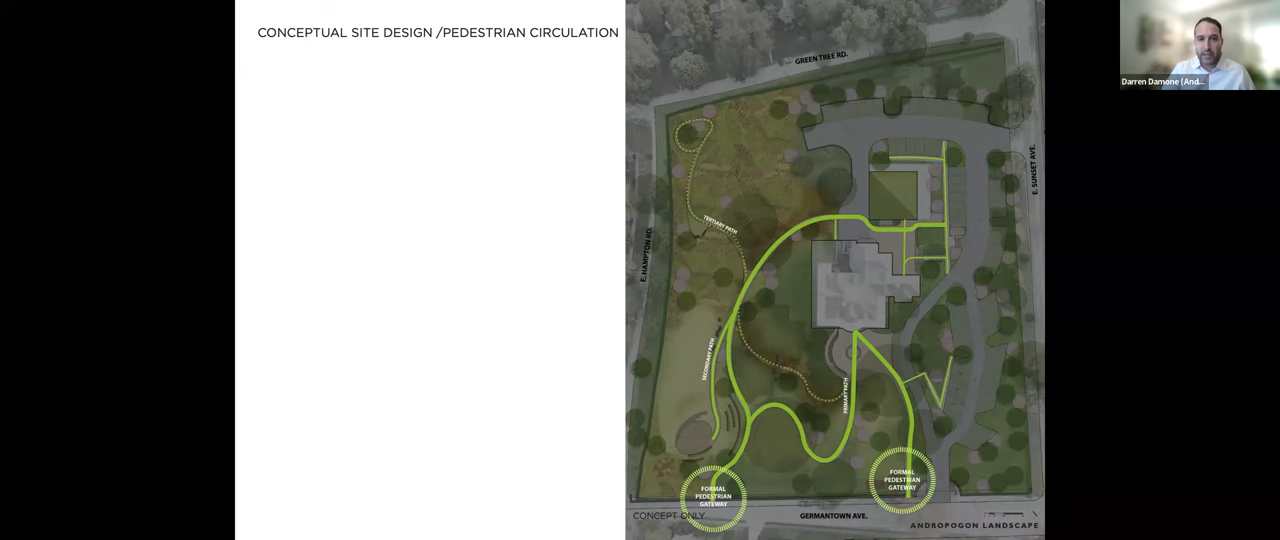 CONCEPTUAL SITE DESIGN /PEDESTRIAN CIRCULATION
Darren Damone (And...
GREEN TREE RD.
E. SUNSET AVE.
E. HAMPTON RD.
TERTIARY PATH
SECONDARY PATH
PRIMARY PATH
FORMAL
PEDESTRIAN
GATEWAY
FORMAL
PEDESTRIAN
GATEWAY
CONCEPT ONLY
GERMANTOWN AVE.
ANDROPOGON LANDSCAPE